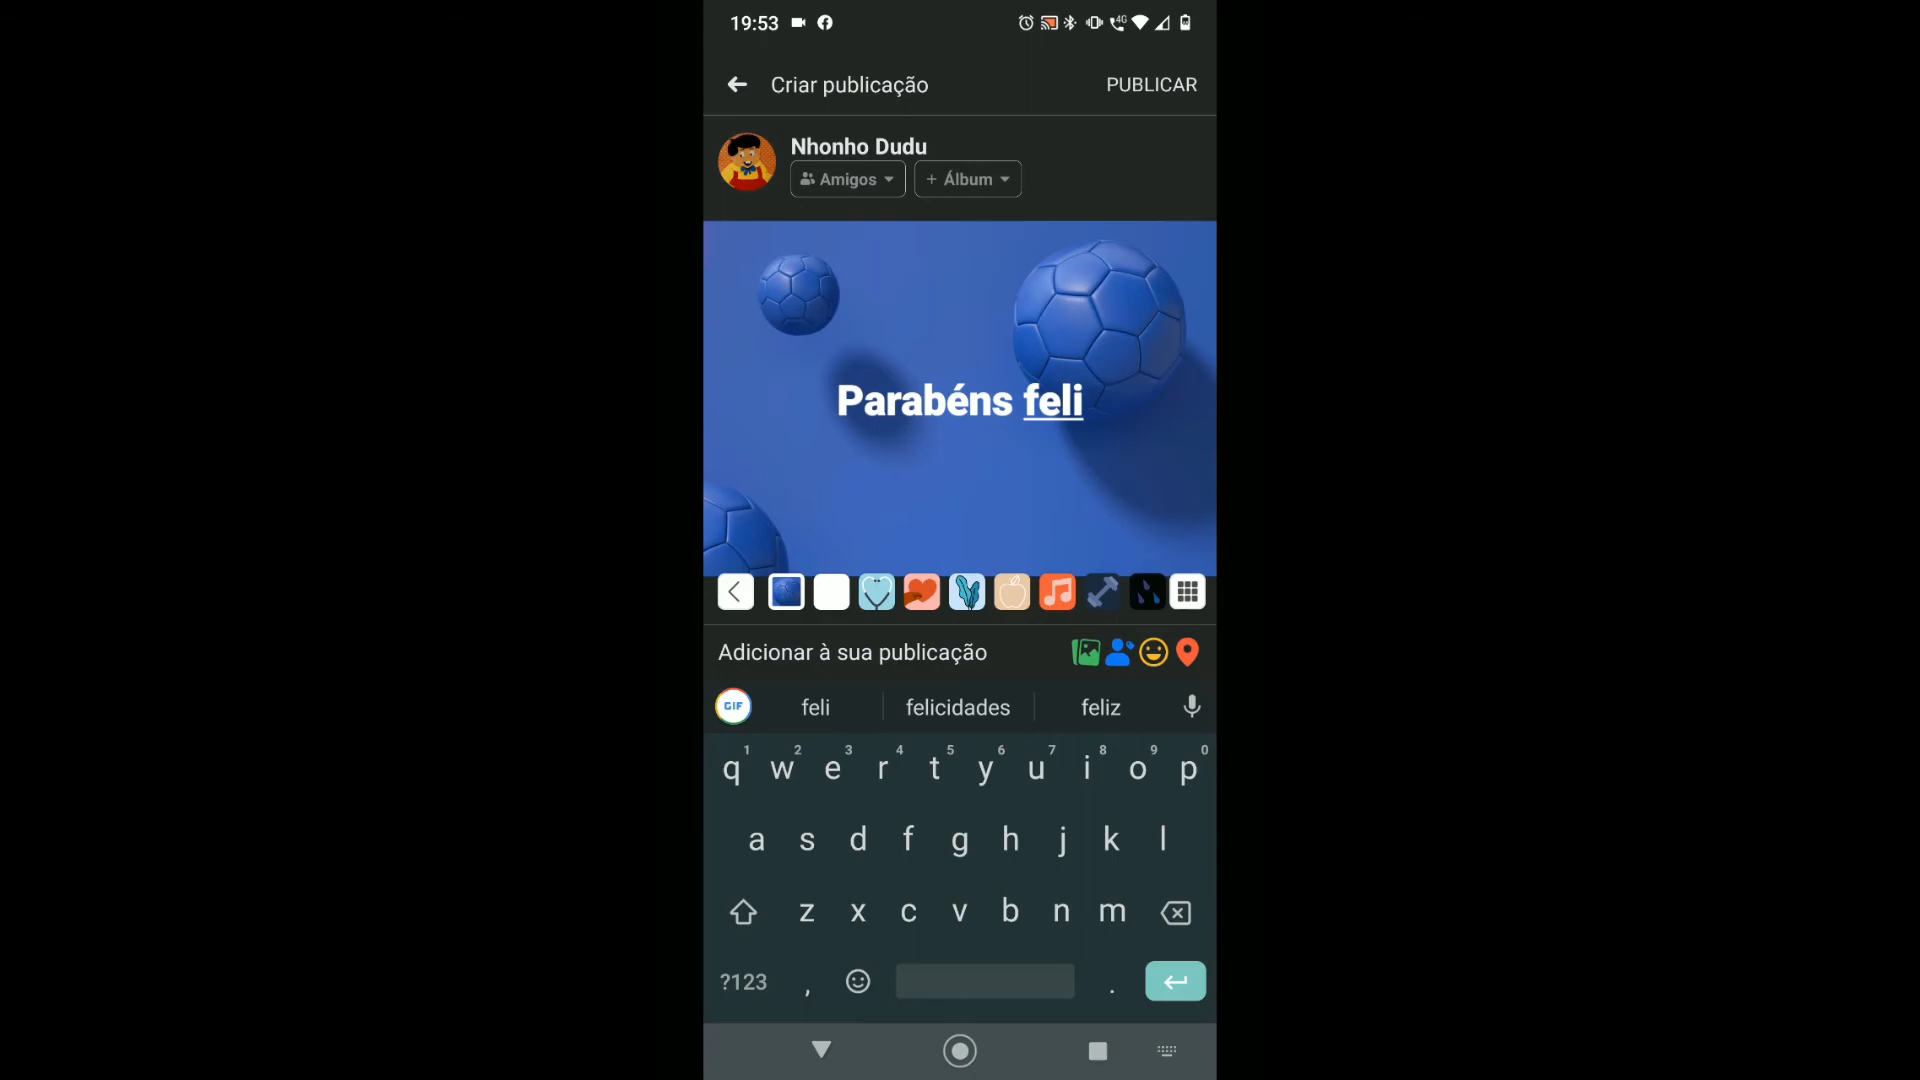 19:53
4G
Criar publicação PUBLICAR
Nhonho Dudu
Amigos + Álbum
Parabéns feli
Adicionar à sua publicação
GIF feli felicidades feliz
1 2 3 4 5 6 7 8 9 0
q w e r t y u i o p
a s d f g h j k l
z x c v b n m
?123 , .